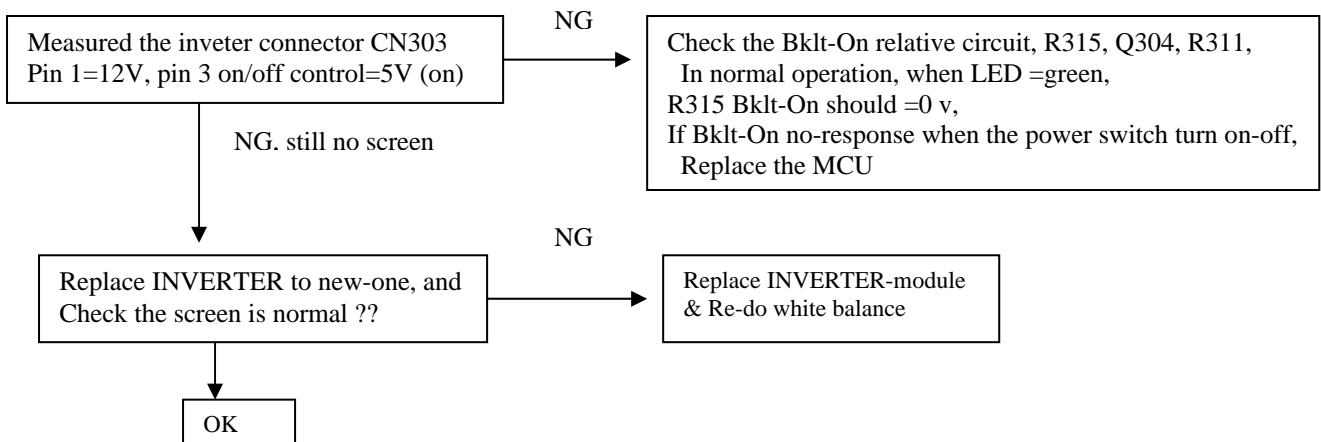 Measured the inveter connector CN303
Pin 1=12V, pin 3 on/off control=5V (on)
NG
Check the Bklt-On relative circuit, R315, Q304, R311,
In normal operation, when LED =green,
R315 Bklt-On should =0 v,
If Bklt-On no-response when the power switch turn on-off,
Replace the MCU
NG. still no screen
Replace INVERTER to new-one, and
Check the screen is normal ??
NG
Replace INVERTER-module
& Re-do white balance
OK